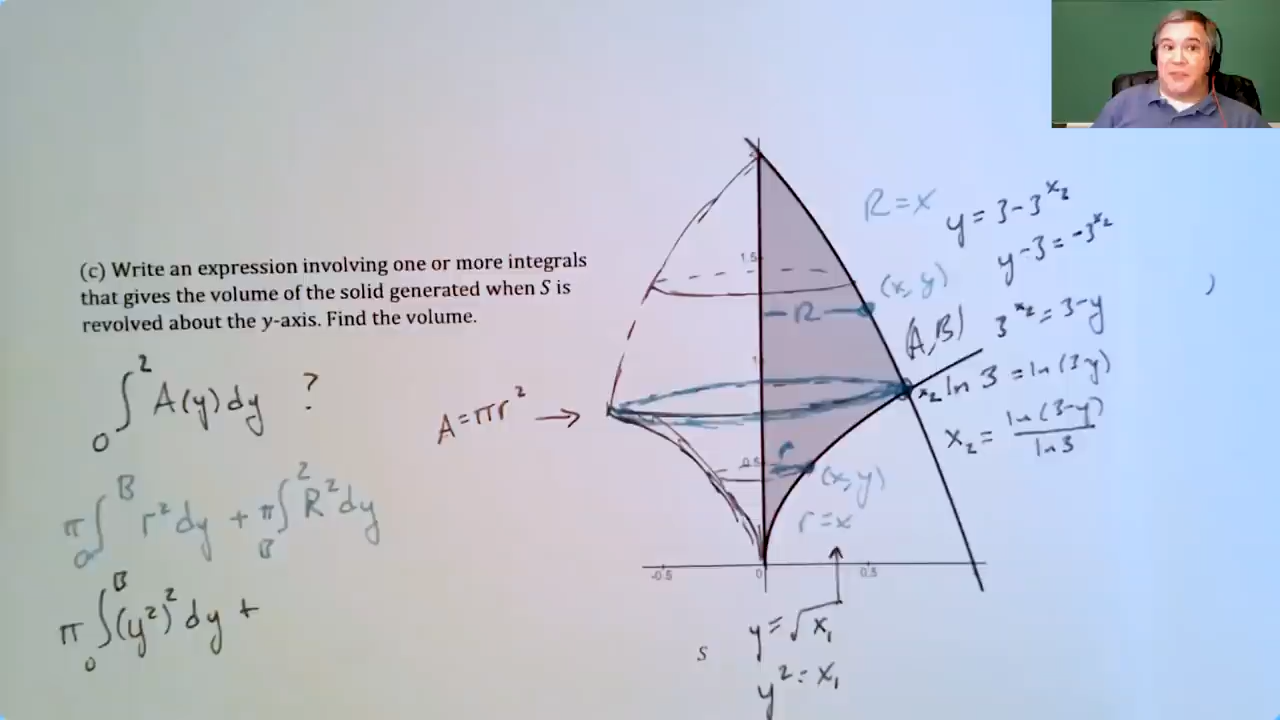 (c) Write an expression involving one or more integrals
that gives the volume of the solid generated when S is
revolved about the y-axis. Find the volume.
∫₀² A(y) dy ?
A = πr² →
π∫₀ᴮ r² dy + π∫_B² R² dy
π∫₀ᴮ (y²)² dy +
2
1.5
1
0.5
-0.5
0
0.5
R
r
R = x
(x, y)
(A, B)
(x, y)
r = x
y = √x₁
y² = x₁
S
y = 3 - 3^x₂
y - 3 = -3^x₂
3^x₂ = 3 - y
x₂ ln 3 = ln(3-y)
x₂ = ln(3-y) / ln 3